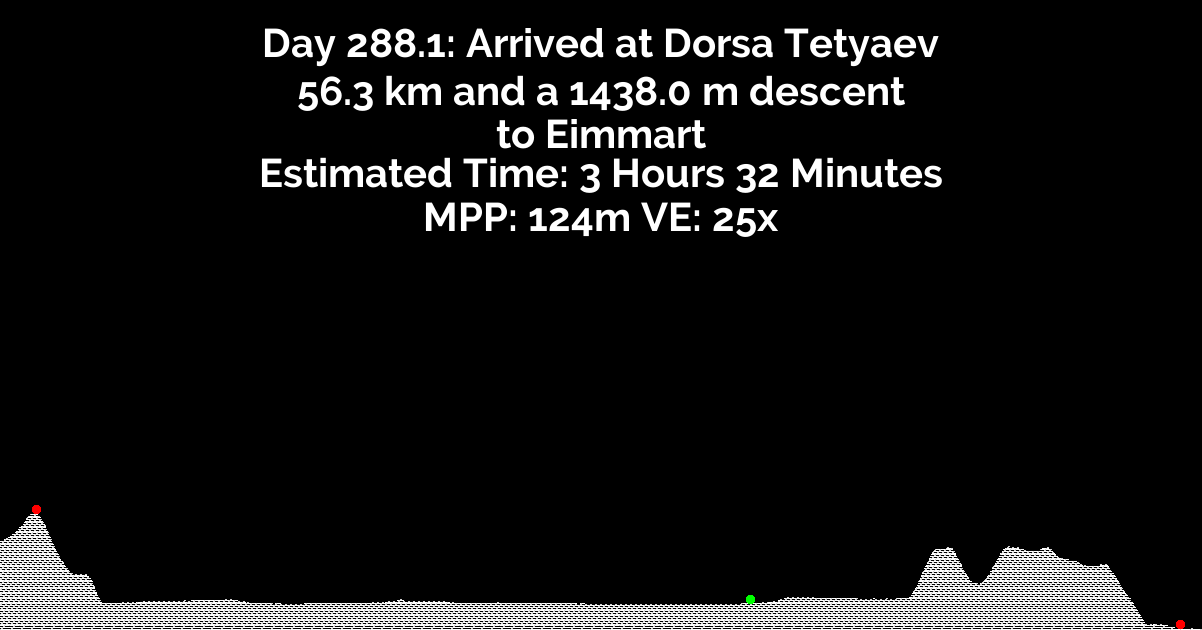 Day 288.1: Arrived at Dorsa Tetyaev
56.3 km and a 1438.0 m descent
to Eimmart
Estimated Time: 3 Hours 32 Minutes
MPP: 124m VE: 25x